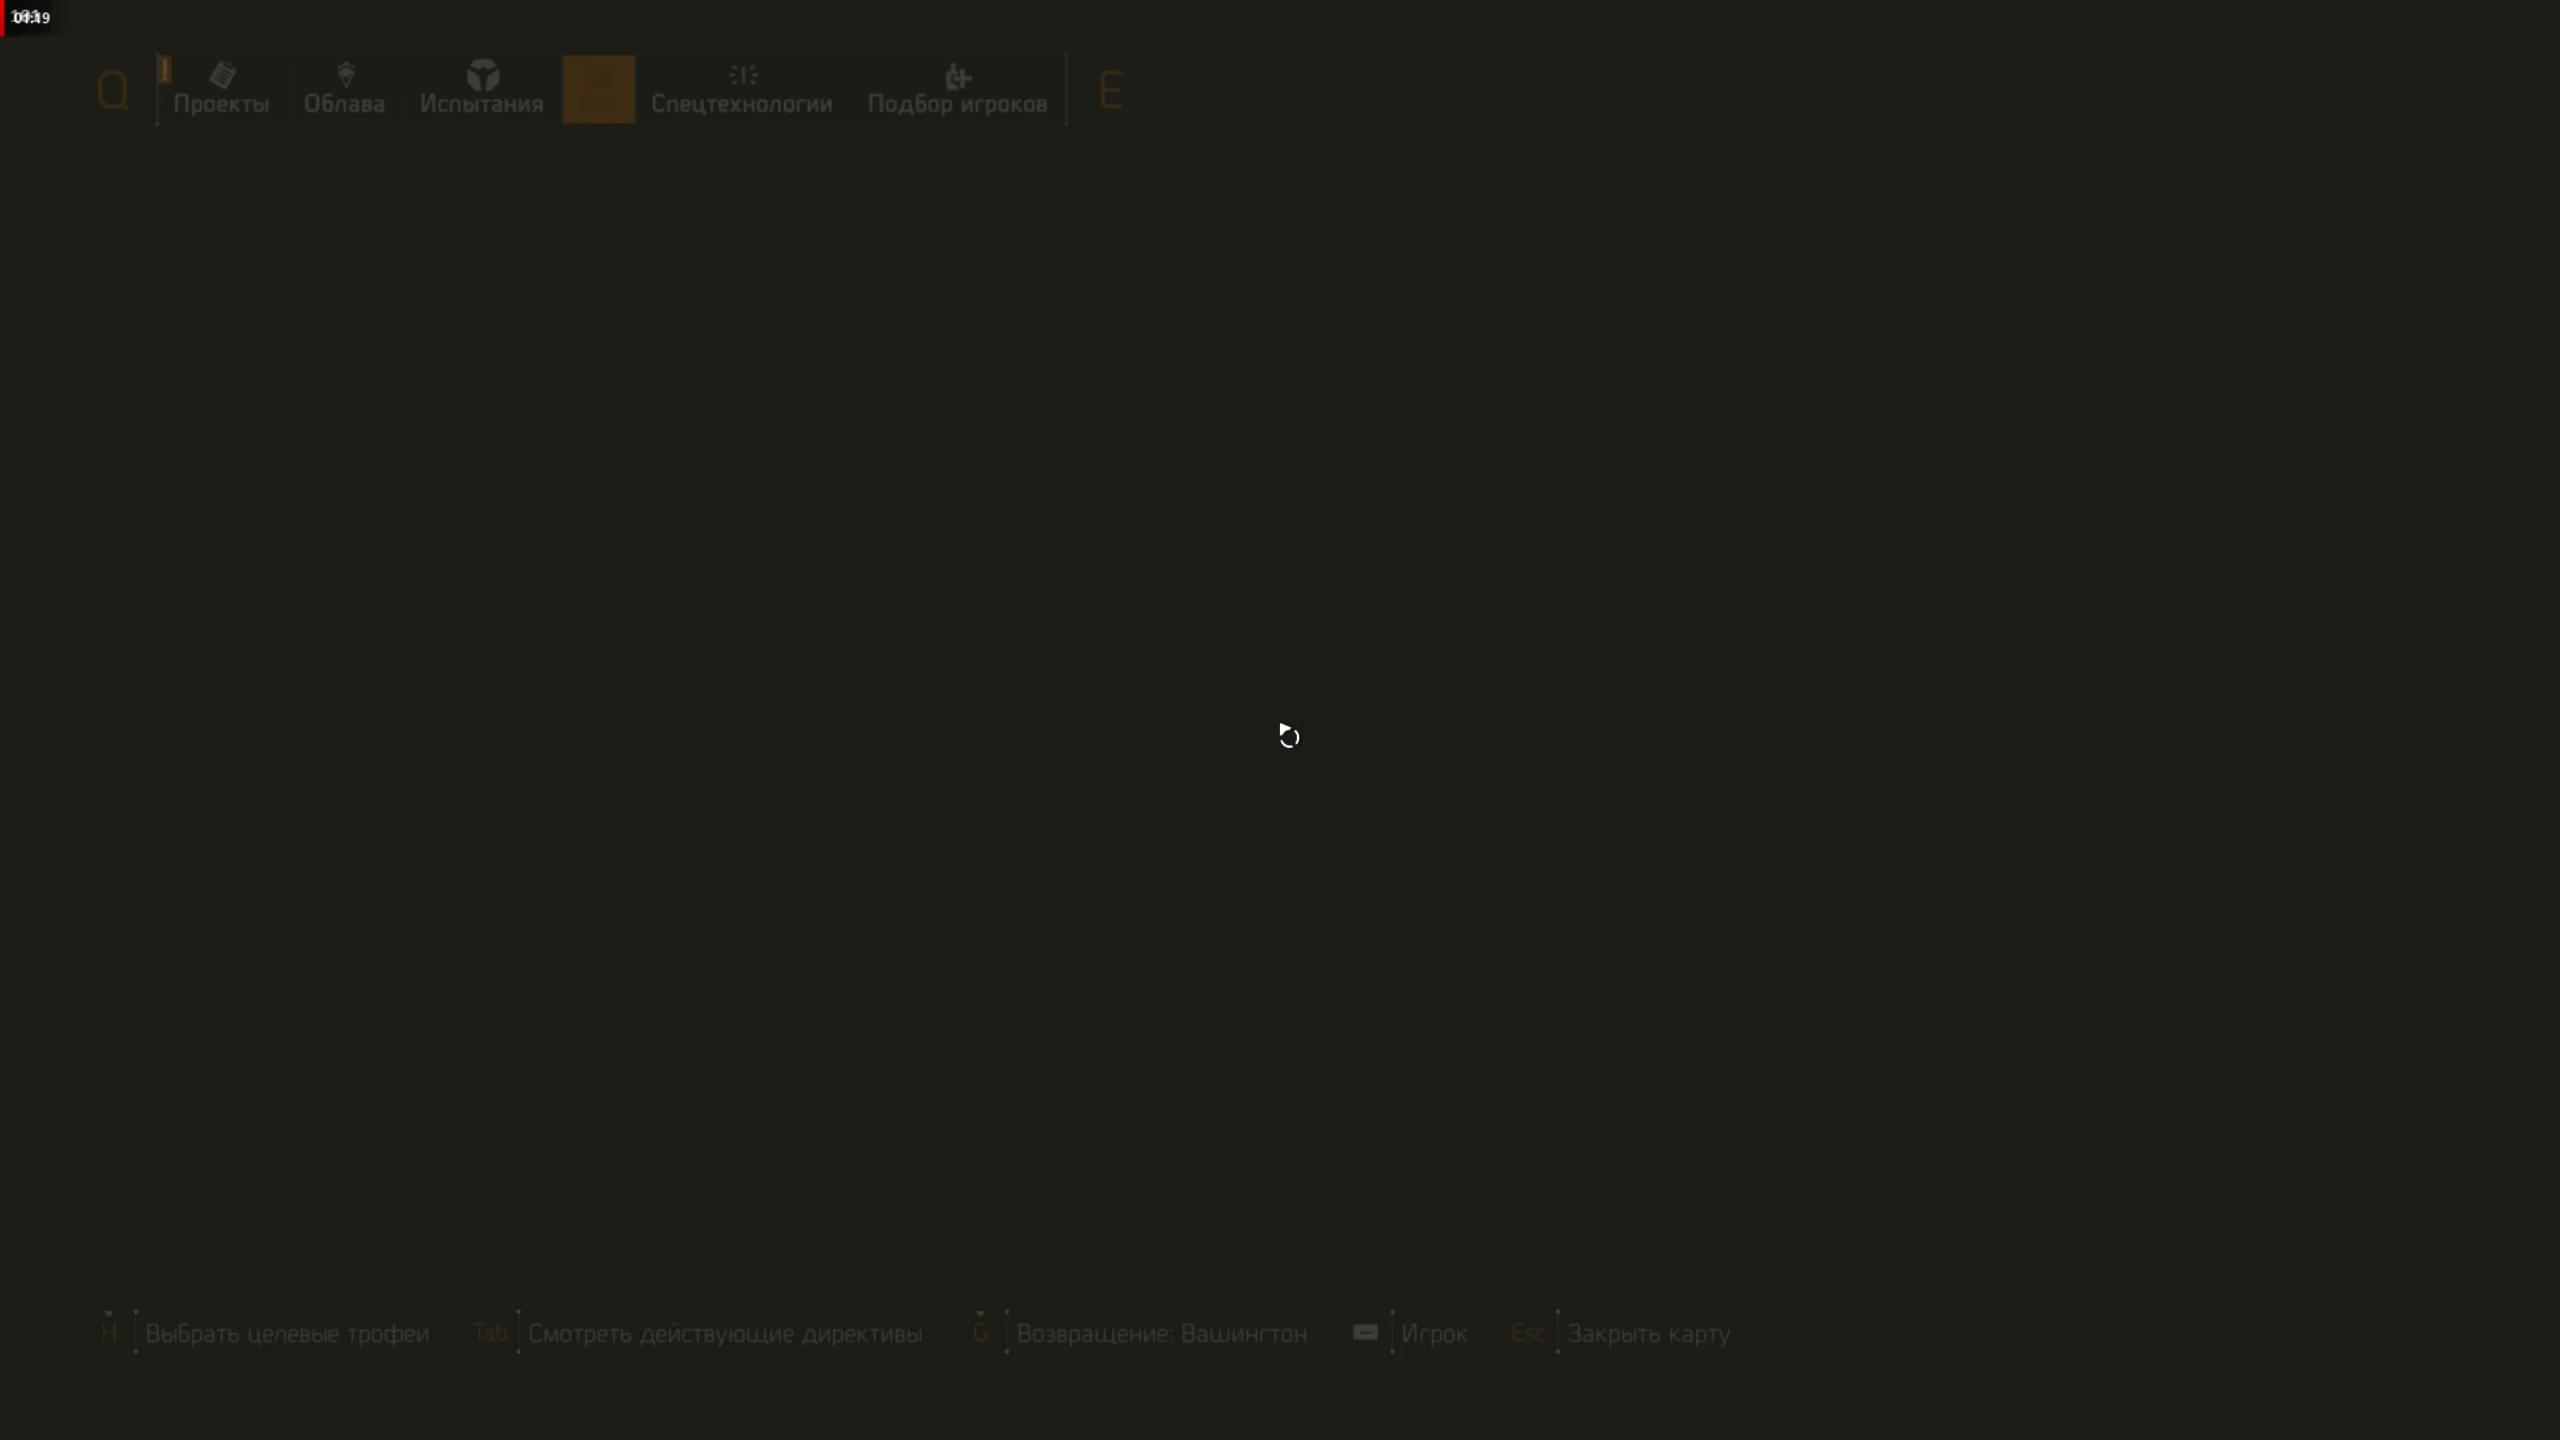 Q
Проекты
Облава
Испытания
Спецтехнологии
Подбор игроков
E
H Выбрать целевые трофеи
Tab Смотреть действующие директивы
G Возвращение: Вашингтон
Игрок
Esc Закрыть карту